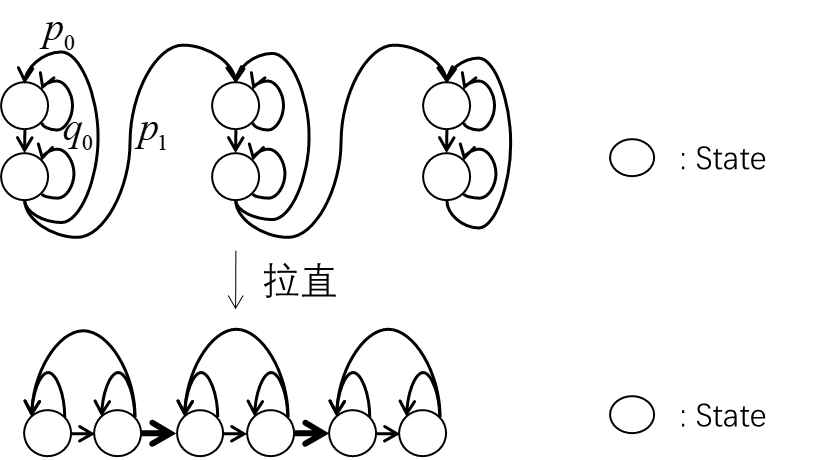 p₀
q₀
p₁
: State
拉直
: State